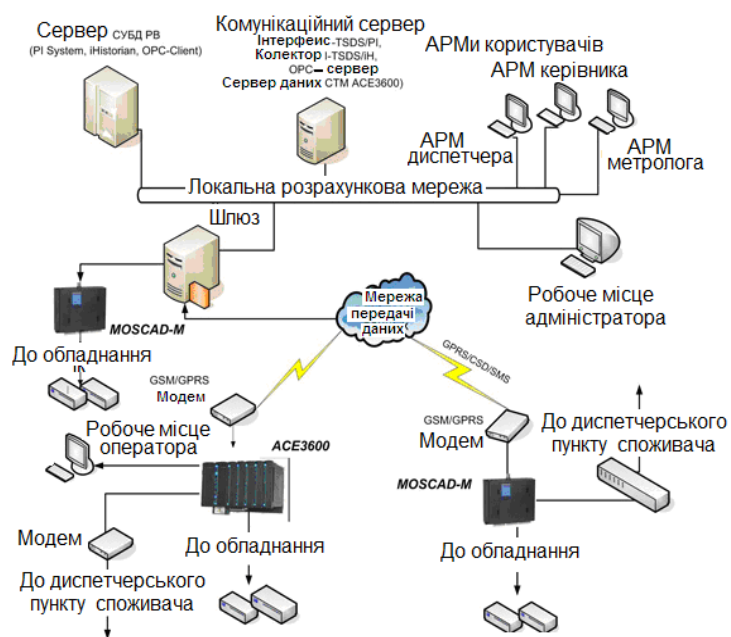 Сервер СУБД РВ
(PI System, iHistorian, OPC-Client)
Комунікаційний сервер
Інтерфеис-TSDS/PI,
Колектор I-TSDS/iH,
OPC– сервер
Сервер даних СТМ ACE3600)
АРМи користувачів
АРМ керівника
АРМ
диспетчера
АРМ
метролога
Локальна розрахункова мережа
Шлюз
MOSCAD-M
До обладнання
Мережа
передачі
даних
Робоче місце
адміністратора
GPRS/CSD/SMS
GSM/GPRS
Модем
GSM/GPRS
Модем
До диспетчерського
пункту споживача
Робоче місце
оператора
ACE3600
MOSCAD-M
Модем
До обладнання
До обладнання
До диспетчерського
пункту споживача